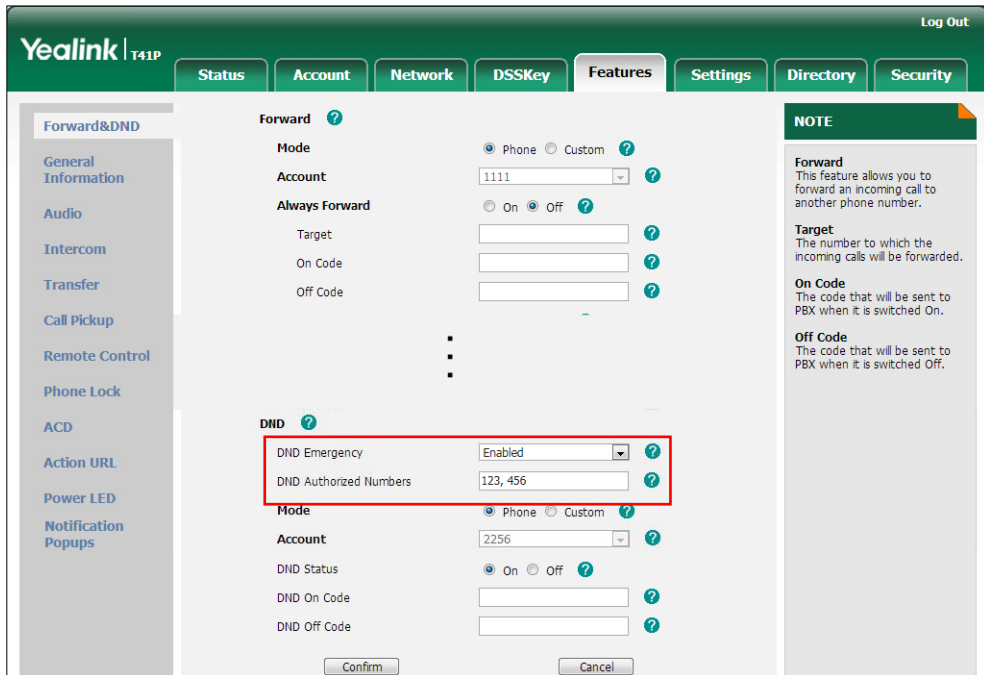 Log Out
Yealink | T41P
Status Account Network DSSKey Features Settings Directory Security
Forward&DND
General
Information
Audio
Intercom
Transfer
Call Pickup
Remote Control
Phone Lock
ACD
Action URL
Power LED
Notification
Popups
Forward ?
Mode Phone Custom ?
Account 1111 ?
Always Forward On Off ?
Target ?
On Code ?
Off Code ?
DND ?
DND Emergency Enabled ?
DND Authorized Numbers 123, 456 ?
Mode Phone Custom ?
Account 2256 ?
DND Status On Off ?
DND On Code ?
DND Off Code ?
Confirm Cancel
NOTE
Forward
This feature allows you to
forward an incoming call to
another phone number.
Target
The number to which the
incoming calls will be forwarded.
On Code
The code that will be sent to
PBX when it is switched On.
Off Code
The code that will be sent to
PBX when it is switched Off.